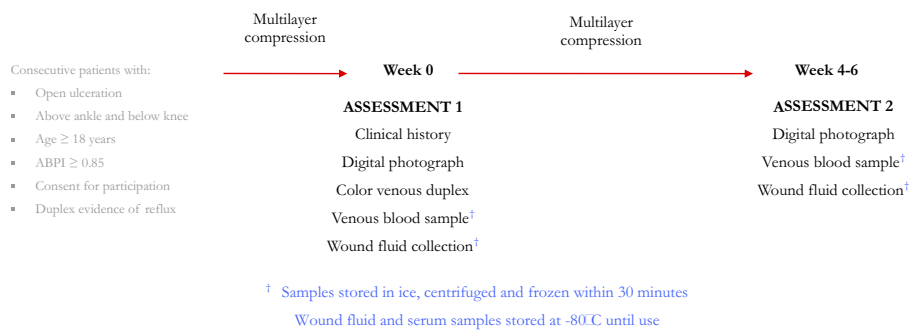 Multilayer
compression
Multilayer
compression
Consecutive patients with:
▪ Open ulceration
▪ Above ankle and below knee
▪ Age ≥ 18 years
▪ ABPI ≥ 0.85
▪ Consent for participation
▪ Duplex evidence of reflux
Week 0
ASSESSMENT 1
Clinical history
Digital photograph
Color venous duplex
Venous blood sample†
Wound fluid collection†
Week 4-6
ASSESSMENT 2
Digital photograph
Venous blood sample†
Wound fluid collection†
† Samples stored in ice, centrifuged and frozen within 30 minutes
Wound fluid and serum samples stored at -80□C until use